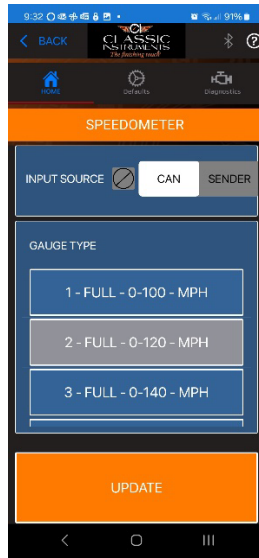 9:32 91%
BACK
CLASSIC
INSTRUMENTS
The finishing touch
HOME Defaults Diagnostics
SPEEDOMETER
INPUT SOURCE CAN SENDER
GAUGE TYPE
1 - FULL - 0-100 - MPH
2 - FULL - 0-120 - MPH
3 - FULL - 0-140 - MPH
UPDATE